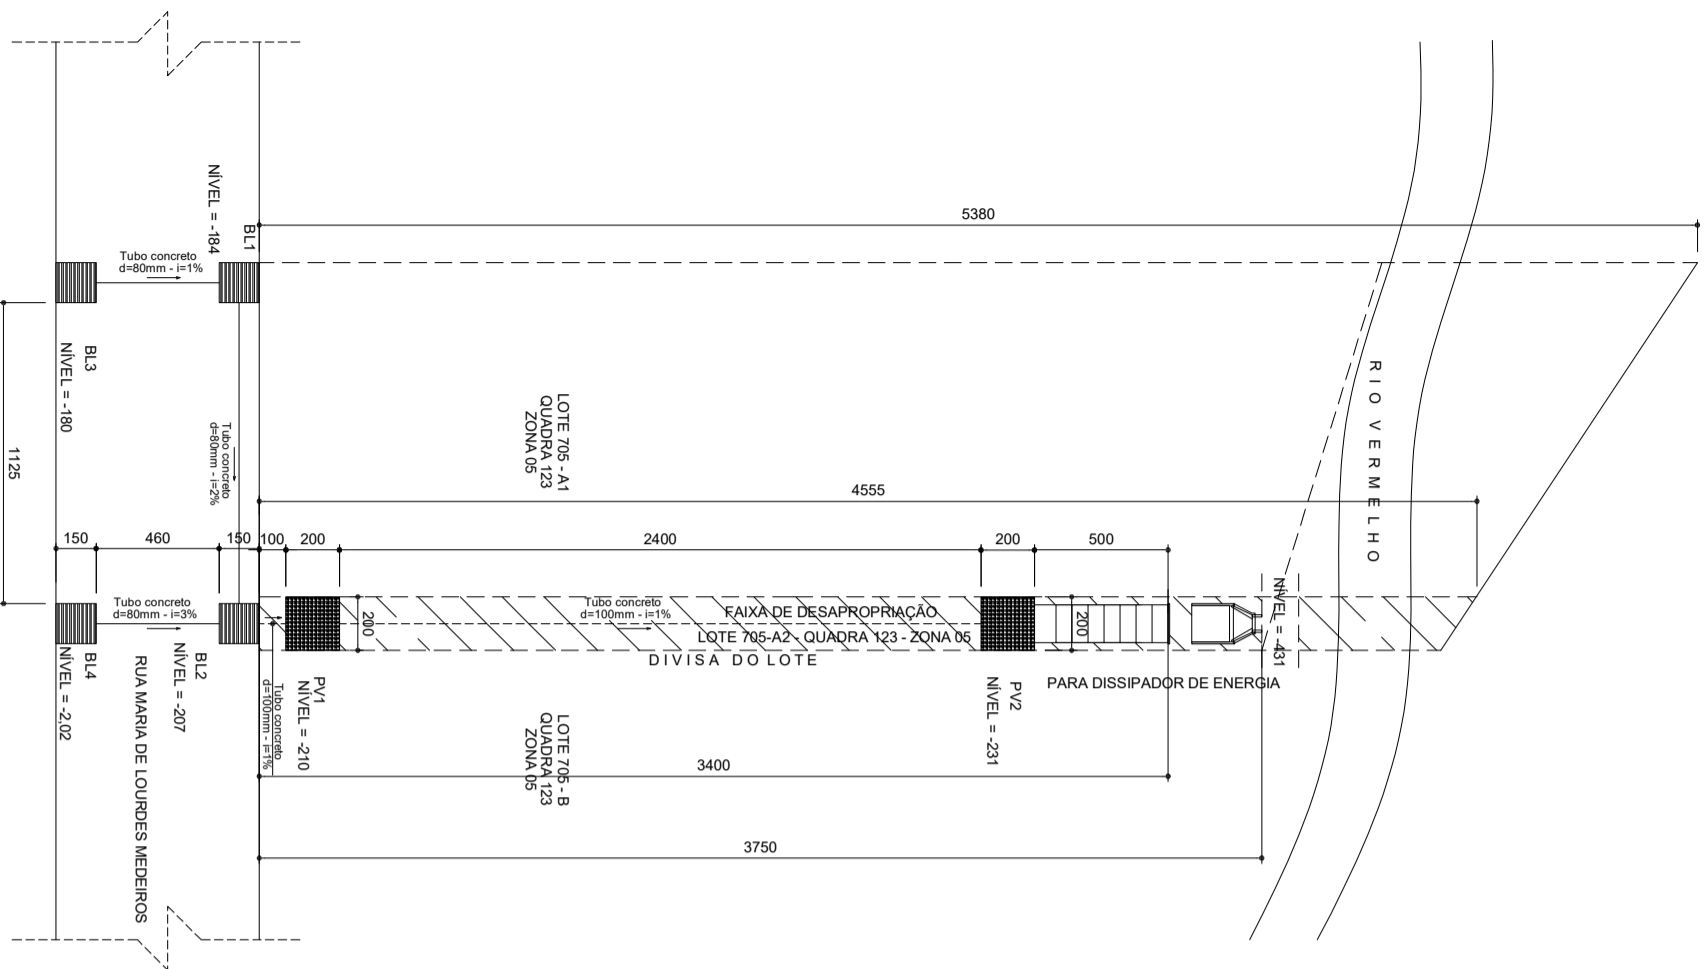 5380
NÍVEL = -184
BL1
Tubo concreto
d=80mm - i=1%
BL3
NÍVEL = -180
1125
Tubo concreto
d=80mm - i=2%
LOTE 705 - A1
QUADRA 123
ZONA 05
RIO VERMELHO
4555
150
460
150
100
200
2400
200
500
Tubo concreto
d=80mm - i=3%
200
Tubo concreto
d=100mm - i=1%
FAIXA DE DESAPROPRIAÇÃO
LOTE 705-A2 - QUADRA 123 - ZONA 05
DIVISA DO LOTE
200
NÍVEL = -431
PARA DISSIPADOR DE ENERGIA
BL4
NÍVEL = -2,02
BL2
NÍVEL = -207
RUA MARIA DE LOURDES MEDEIROS
Tubo concreto
d=100mm - i=1%
PV1
NÍVEL = -210
LOTE 705 - B
QUADRA 123
ZONA 05
PV2
NÍVEL = -231
3400
3750